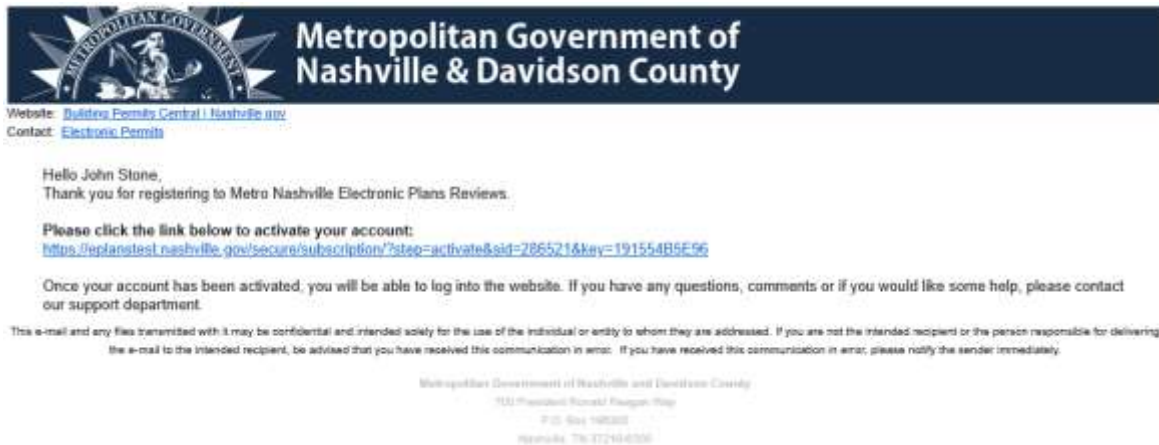 METROPOLITAN GOVERNMENT
Metropolitan Government of
Nashville & Davidson County
Website: Building Permits Central | Nashville.gov
Contact: Electronic Permits
Hello John Stone,
Thank you for registering to Metro Nashville Electronic Plans Reviews.
Please click the link below to activate your account:
https://eplanstest.nashville.gov/secure/subscription/?step=activate&sid=286521&key=191554B5E96
Once your account has been activated, you will be able to log into the website. If you have any questions, comments or if you would like some help, please contact
our support department.
This e-mail and any files transmitted with it may be confidential and intended solely for the use of the individual or entity to whom they are addressed. If you are not the intended recipient or the person responsible for delivering
the e-mail to the intended recipient, be advised that you have received this communication in error. If you have received this communication in error, please notify the sender immediately.
Metropolitan Government of Nashville and Davidson County
700 President Ronald Reagan Way
P.O. Box
Nashville, TN